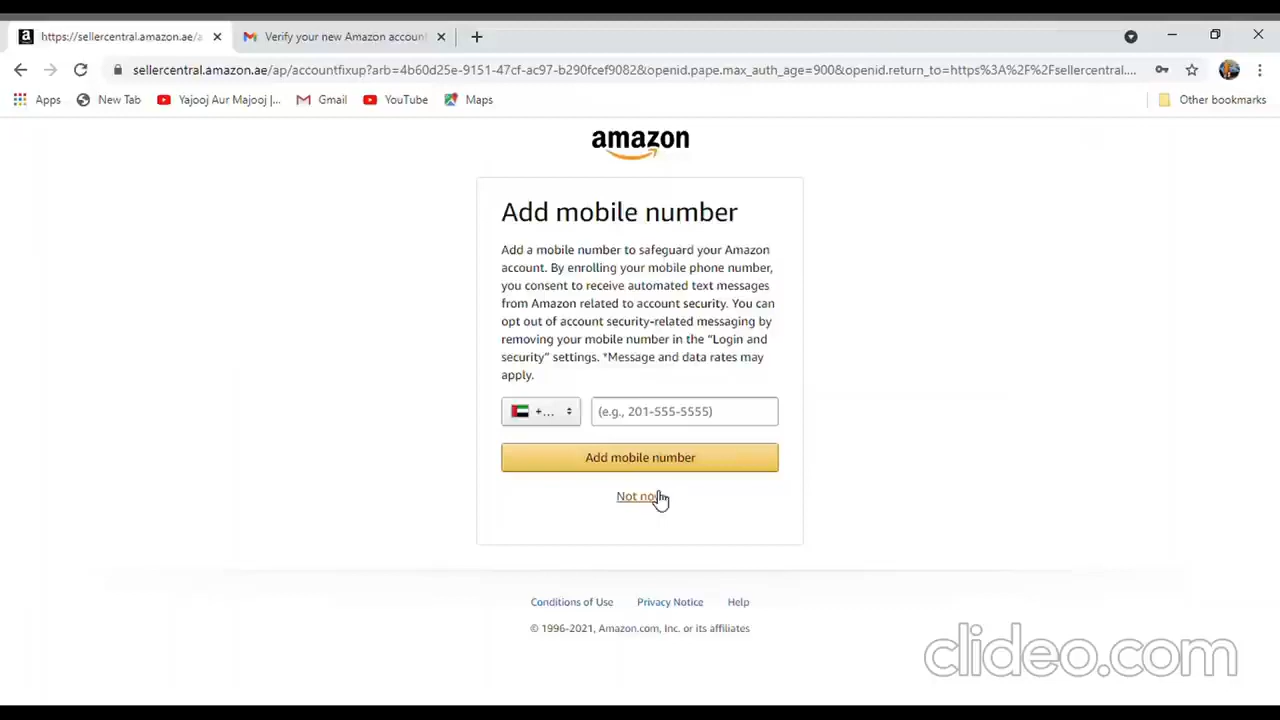 https://sellercentral.amazon.ae/a
Verify your new Amazon account
sellercentral.amazon.ae/ap/accountfixup?arb=4b60d25e-9151-47cf-ac97-b290fcef9082&openid.pape.max_auth_age=900&openid.return_to=https%3A%2F%2Fsellercentral....
Apps
New Tab
Yajooj Aur Majooj |...
Gmail
YouTube
Maps
Other bookmarks
amazon
Add mobile number
Add a mobile number to safeguard your Amazon
account. By enrolling your mobile phone number,
you consent to receive automated text messages
from Amazon related to account security. You can
opt out of account security-related messaging by
removing your mobile number in the “Login and
security” settings. *Message and data rates may
apply.
+...
(e.g., 201-555-5555)
Add mobile number
Not
Conditions of Use
Privacy Notice
Help
© 1996-2021, Amazon.com, Inc. or its affiliates
clideo.com